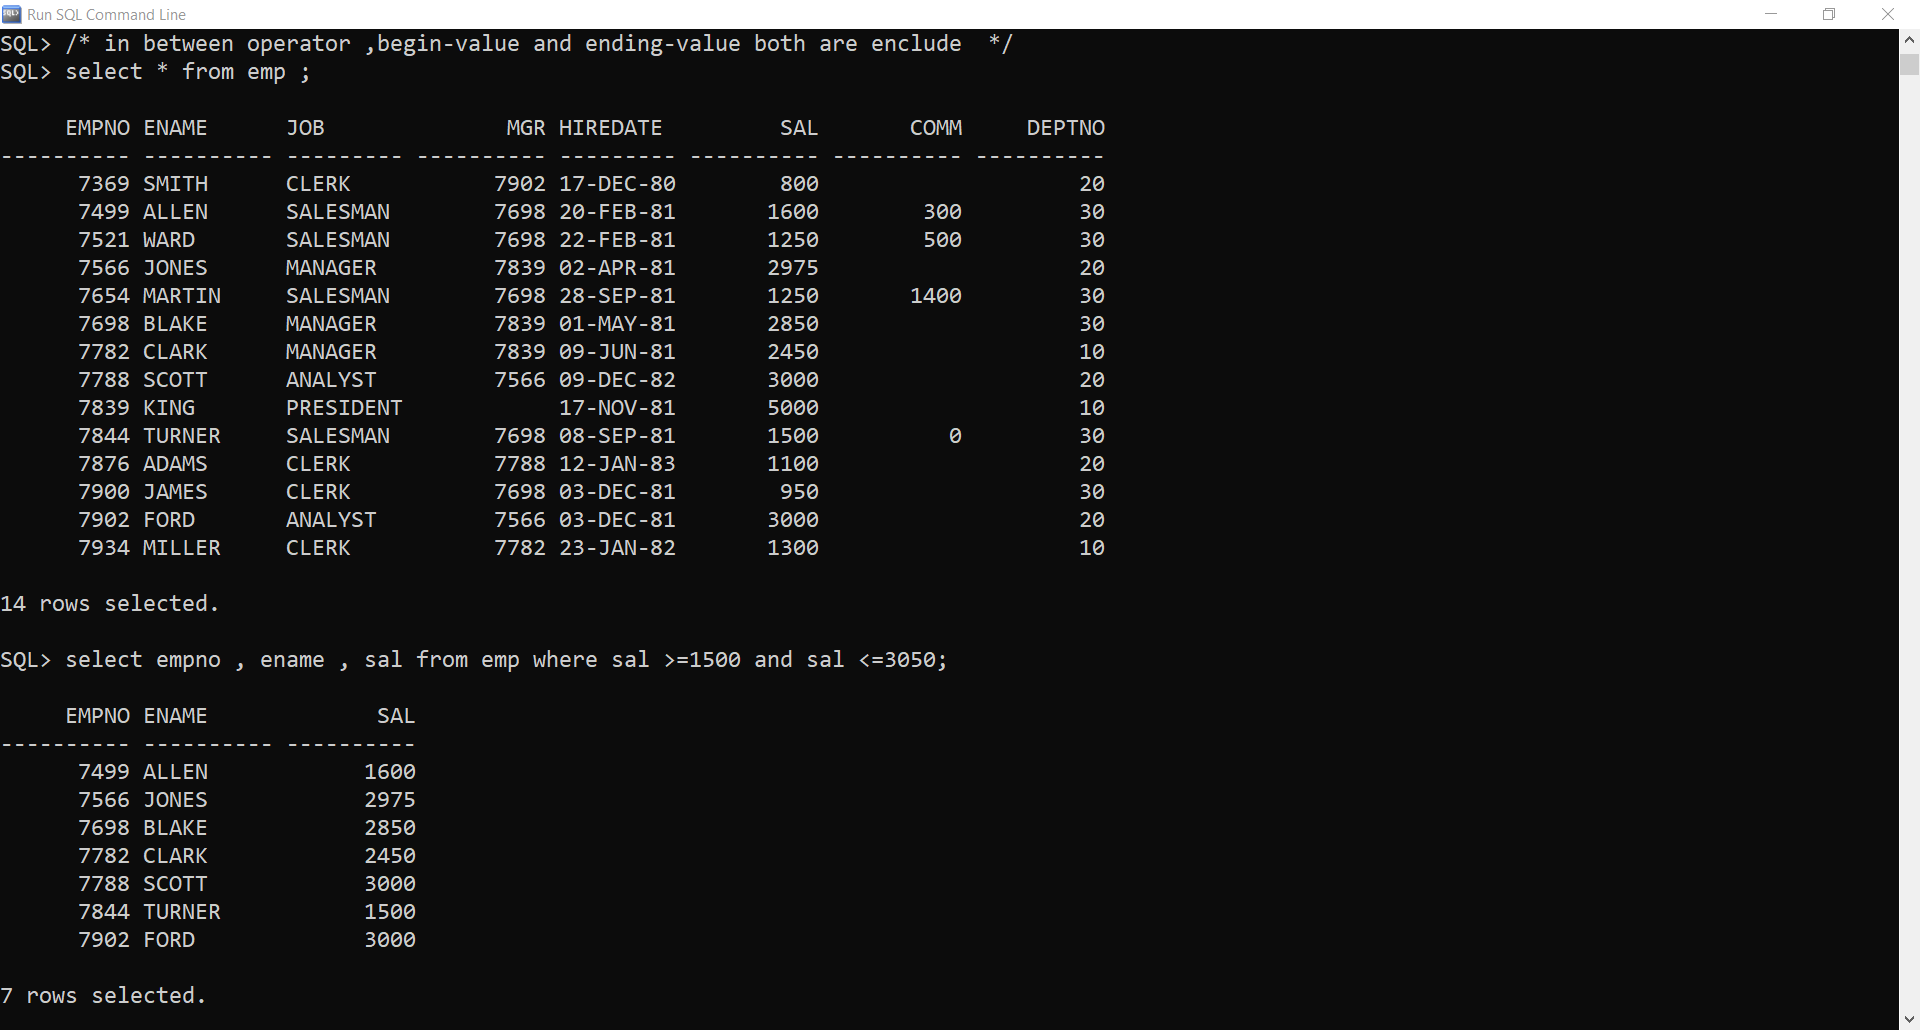 Run SQL Command Line
SQL> /* in between operator ,begin-value and ending-value both are enclude  */
SQL> select * from emp ;
     EMPNO ENAME      JOB              MGR HIREDATE         SAL       COMM     DEPTNO
---------- ---------- --------- ---------- --------- ---------- ---------- ----------
      7369 SMITH      CLERK           7902 17-DEC-80        800                    20
      7499 ALLEN      SALESMAN        7698 20-FEB-81       1600        300         30
      7521 WARD       SALESMAN        7698 22-FEB-81       1250        500         30
      7566 JONES      MANAGER         7839 02-APR-81       2975                    20
      7654 MARTIN     SALESMAN        7698 28-SEP-81       1250       1400         30
      7698 BLAKE      MANAGER         7839 01-MAY-81       2850                    30
      7782 CLARK      MANAGER         7839 09-JUN-81       2450                    10
      7788 SCOTT      ANALYST         7566 09-DEC-82       3000                    20
      7839 KING       PRESIDENT            17-NOV-81       5000                    10
      7844 TURNER     SALESMAN        7698 08-SEP-81       1500          0         30
      7876 ADAMS      CLERK           7788 12-JAN-83       1100                    20
      7900 JAMES      CLERK           7698 03-DEC-81        950                    30
      7902 FORD       ANALYST         7566 03-DEC-81       3000                    20
      7934 MILLER     CLERK           7782 23-JAN-82       1300                    10
14 rows selected.
SQL> select empno , ename , sal from emp where sal >=1500 and sal <=3050;
     EMPNO ENAME             SAL
---------- ---------- ----------
      7499 ALLEN            1600
      7566 JONES            2975
      7698 BLAKE            2850
      7782 CLARK            2450
      7788 SCOTT            3000
      7844 TURNER           1500
      7902 FORD             3000
7 rows selected.